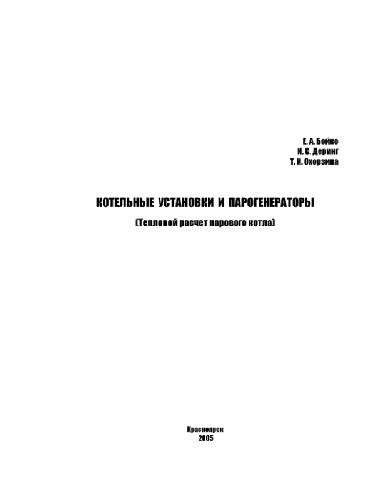 Е. А. Бойко
И. С. Деринг
Т. И. Охорзина
КОТЕЛЬНЫЕ УСТАНОВКИ И ПАРОГЕНЕРАТОРЫ
(Тепловой расчет парового котла)
Красноярск
2005